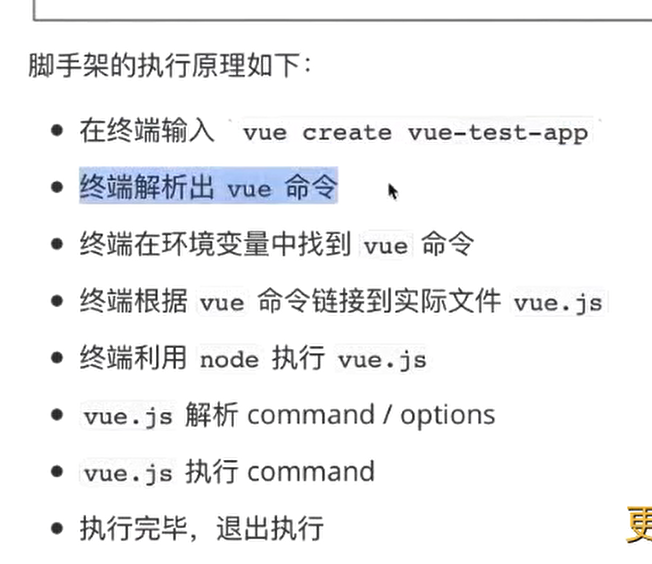 脚手架的执行原理如下：
• 在终端输入 `vue create vue-test-app`
• 终端解析出 vue 命令
• 终端在环境变量中找到 vue 命令
• 终端根据 vue 命令链接到实际文件 vue.js
• 终端利用 node 执行 vue.js
• vue.js 解析 command / options
• vue.js 执行 command
• 执行完毕，退出执行
更